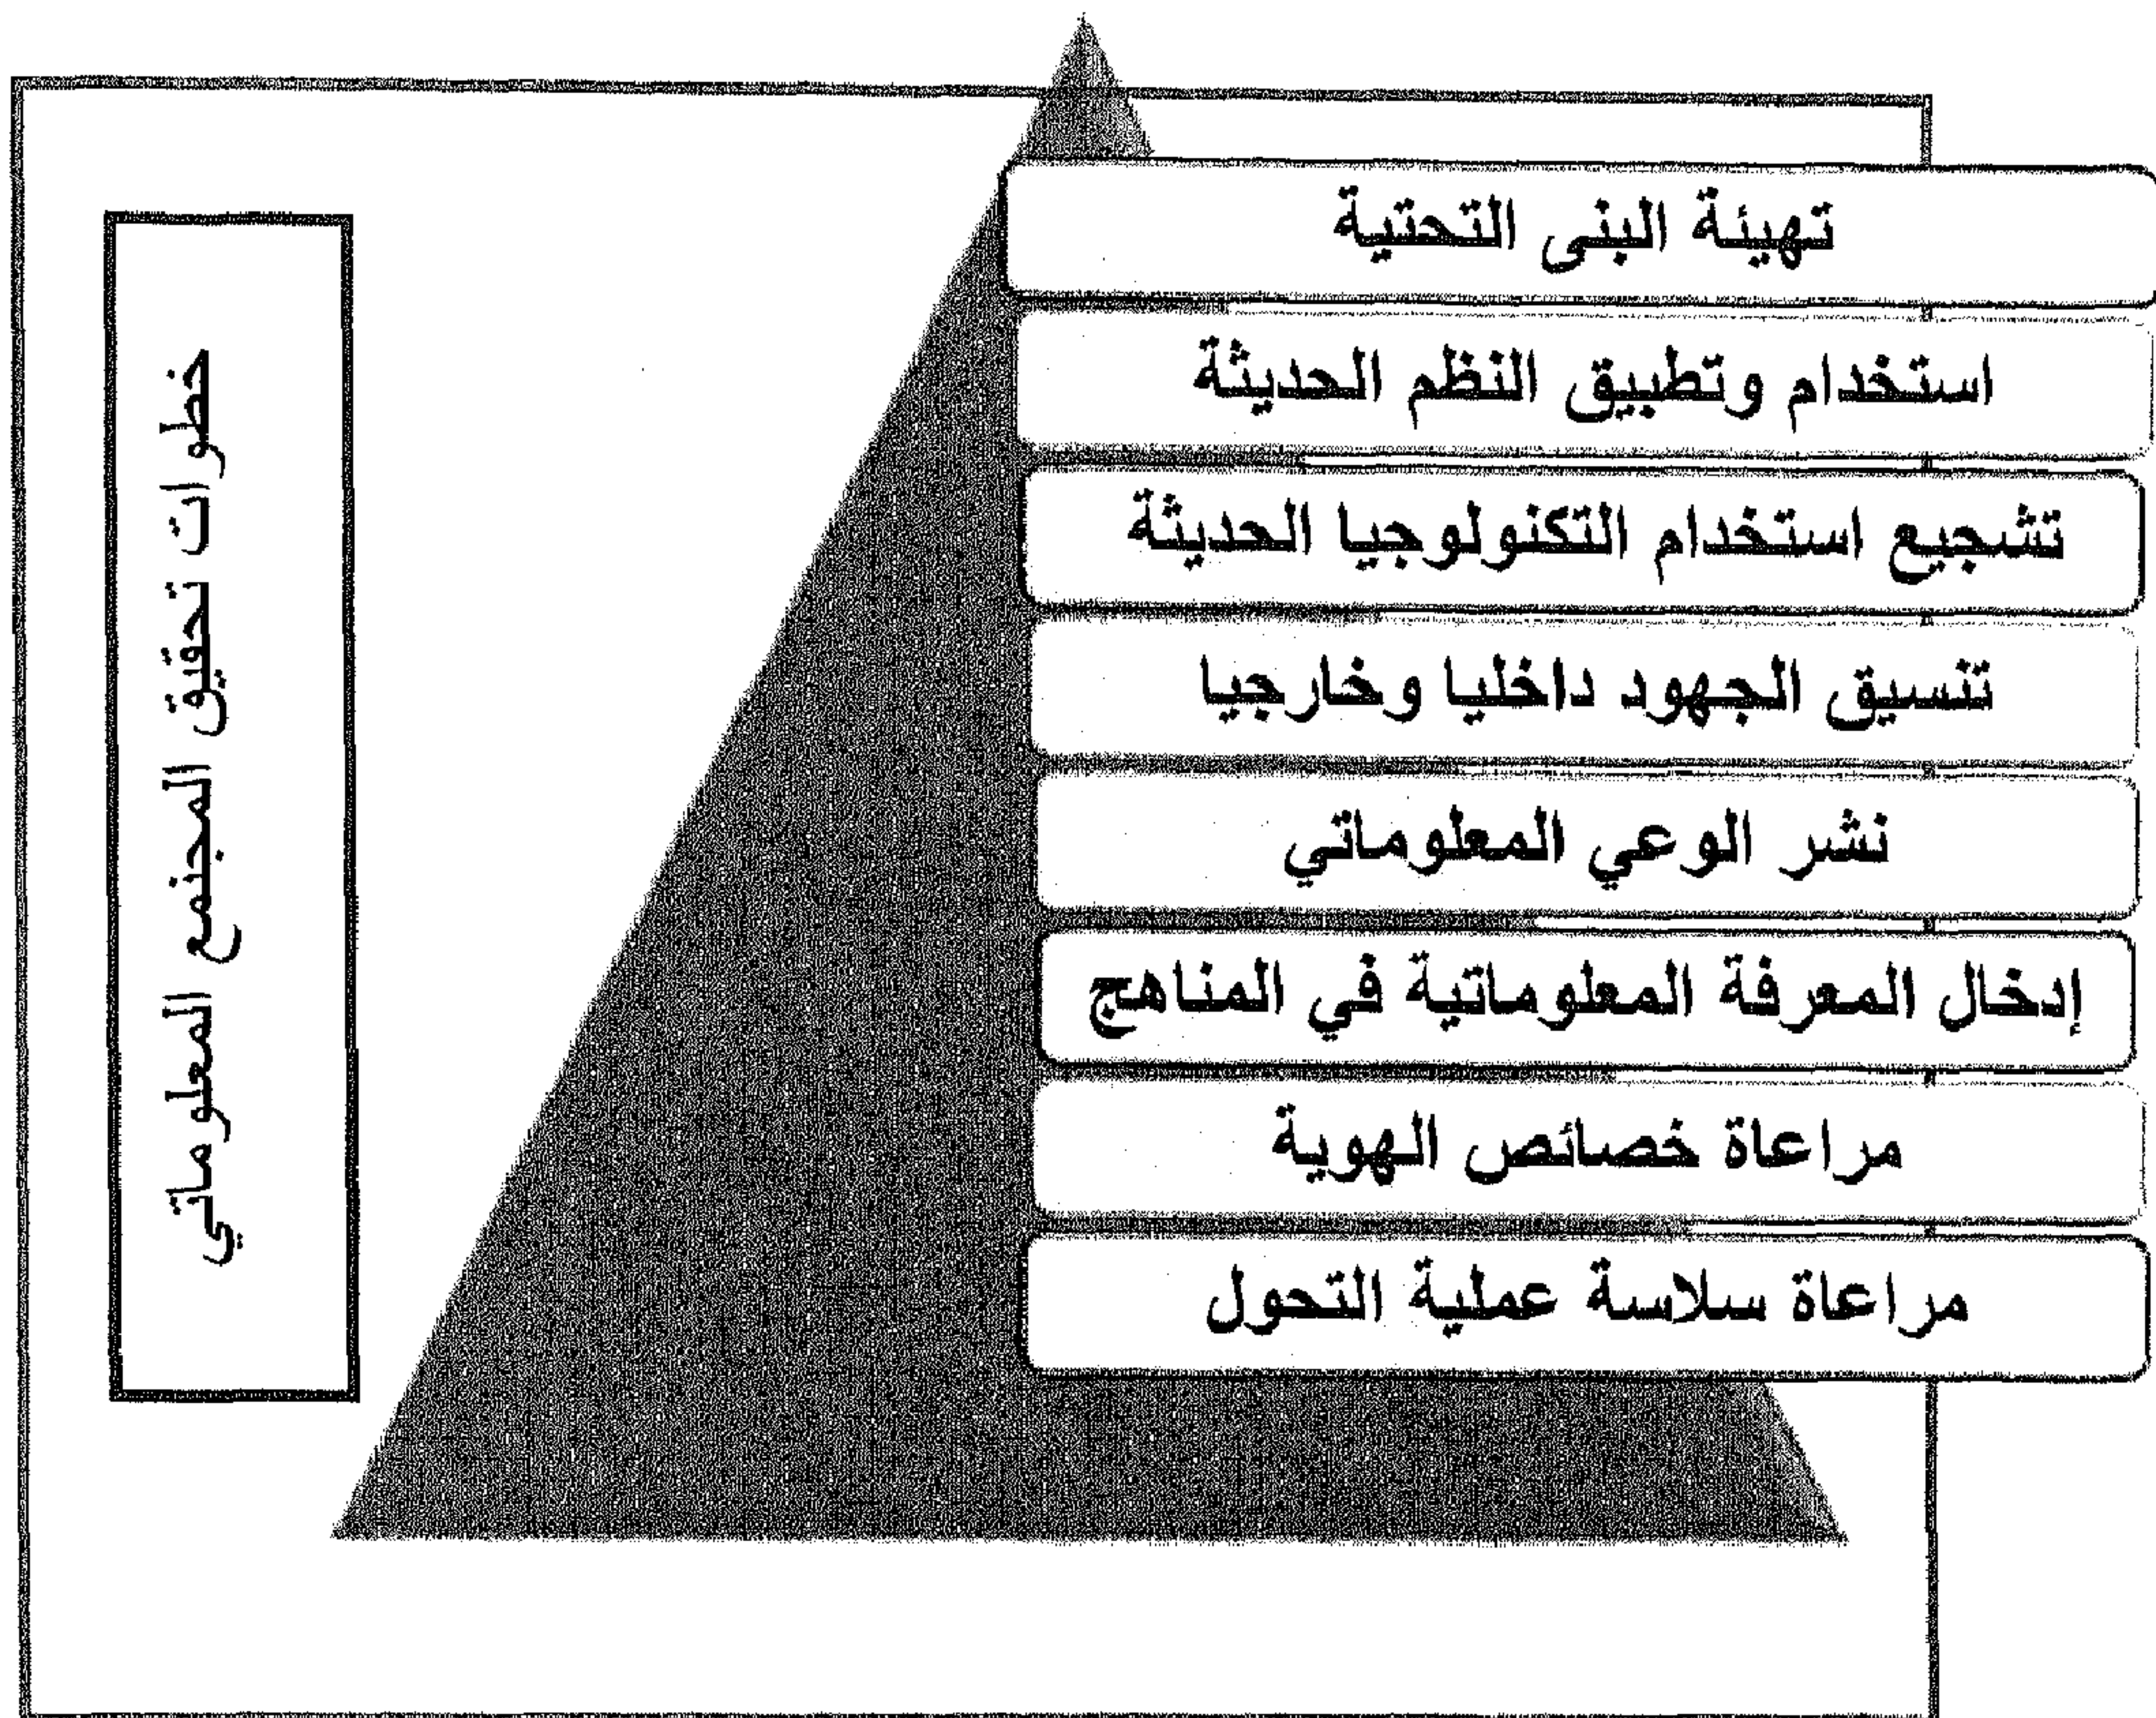 خطوات تحقيق المجتمع المعلوماتي
تهيئة البنى التحتية
استخدام وتطبيق النظم الحديثة
تشجيع استخدام التكنولوجيا الحديثة
تنسيق الجهود داخليا وخارجيا
نشر الوعي المعلوماتي
إدخال المعرفة المعلوماتية في المناهج
مراعاة خصائص الهوية
مراعاة سلاسة عملية التحول